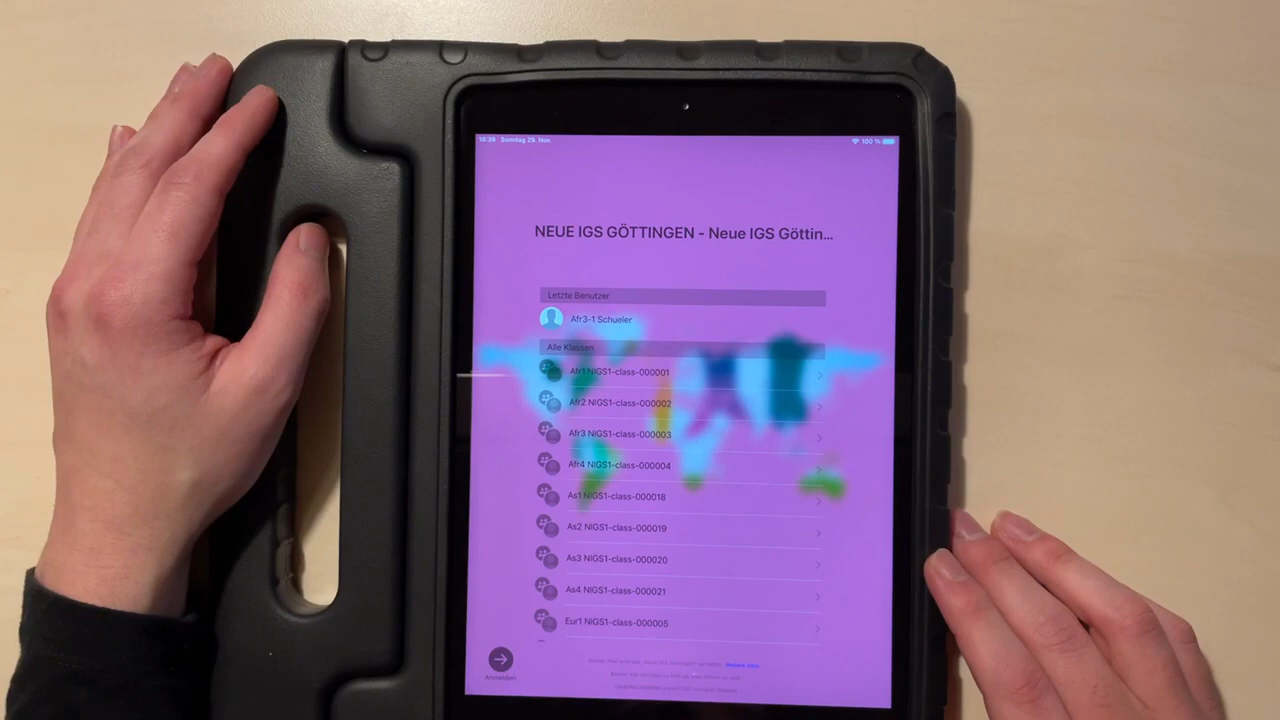 18:39 Sonntag 29. Nov.
100 %
NEUE IGS GÖTTINGEN - Neue IGS Göttin...
Letzte Benutzer
Afr3-1 Schueler
Alle Klassen
Afr1 NIGS1-class-000001
Afr2 NIGS1-class-000002
Afr3 NIGS1-class-000003
Afr4 NIGS1-class-000004
As1 NIGS1-class-000018
As2 NIGS1-class-000019
As3 NIGS1-class-000020
As4 NIGS1-class-000021
Eur1 NIGS1-class-000005
Anmelden